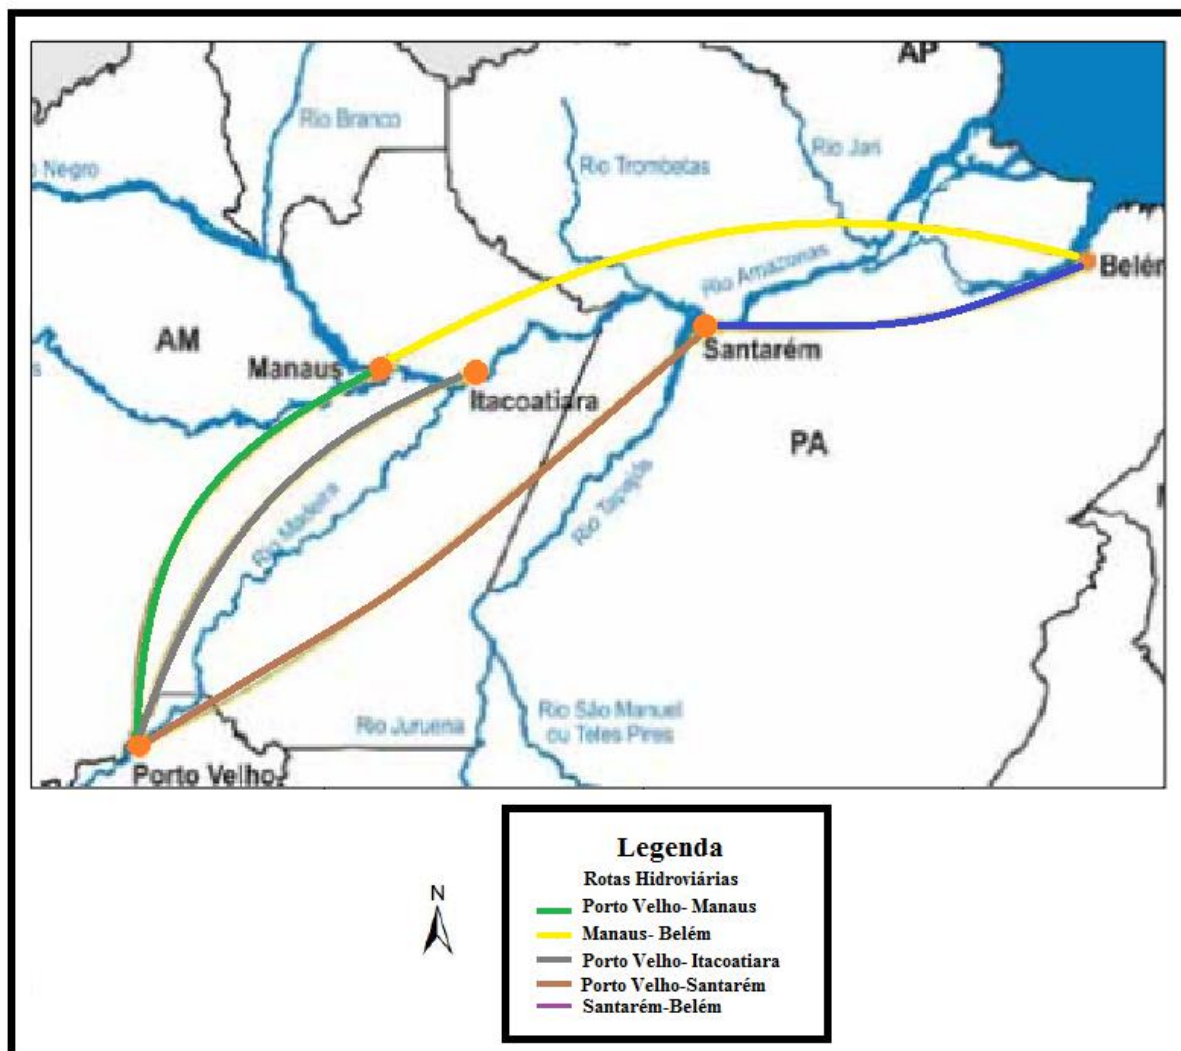 AP
Rio Branco
Negro
Rio Trombetas
Rio Jari
Rio Amazonas
Belém
AM
Manaus
Santarém
Itacoatiara
PA
Rio Madeira
Rio Tapajós
Rio Juruena
Rio São Manuel
ou Teles Pires
Porto Velho
N
Legenda
Rotas Hidroviárias
Porto Velho- Manaus
Manaus- Belém
Porto Velho- Itacoatiara
Porto Velho-Santarém
Santarém-Belém